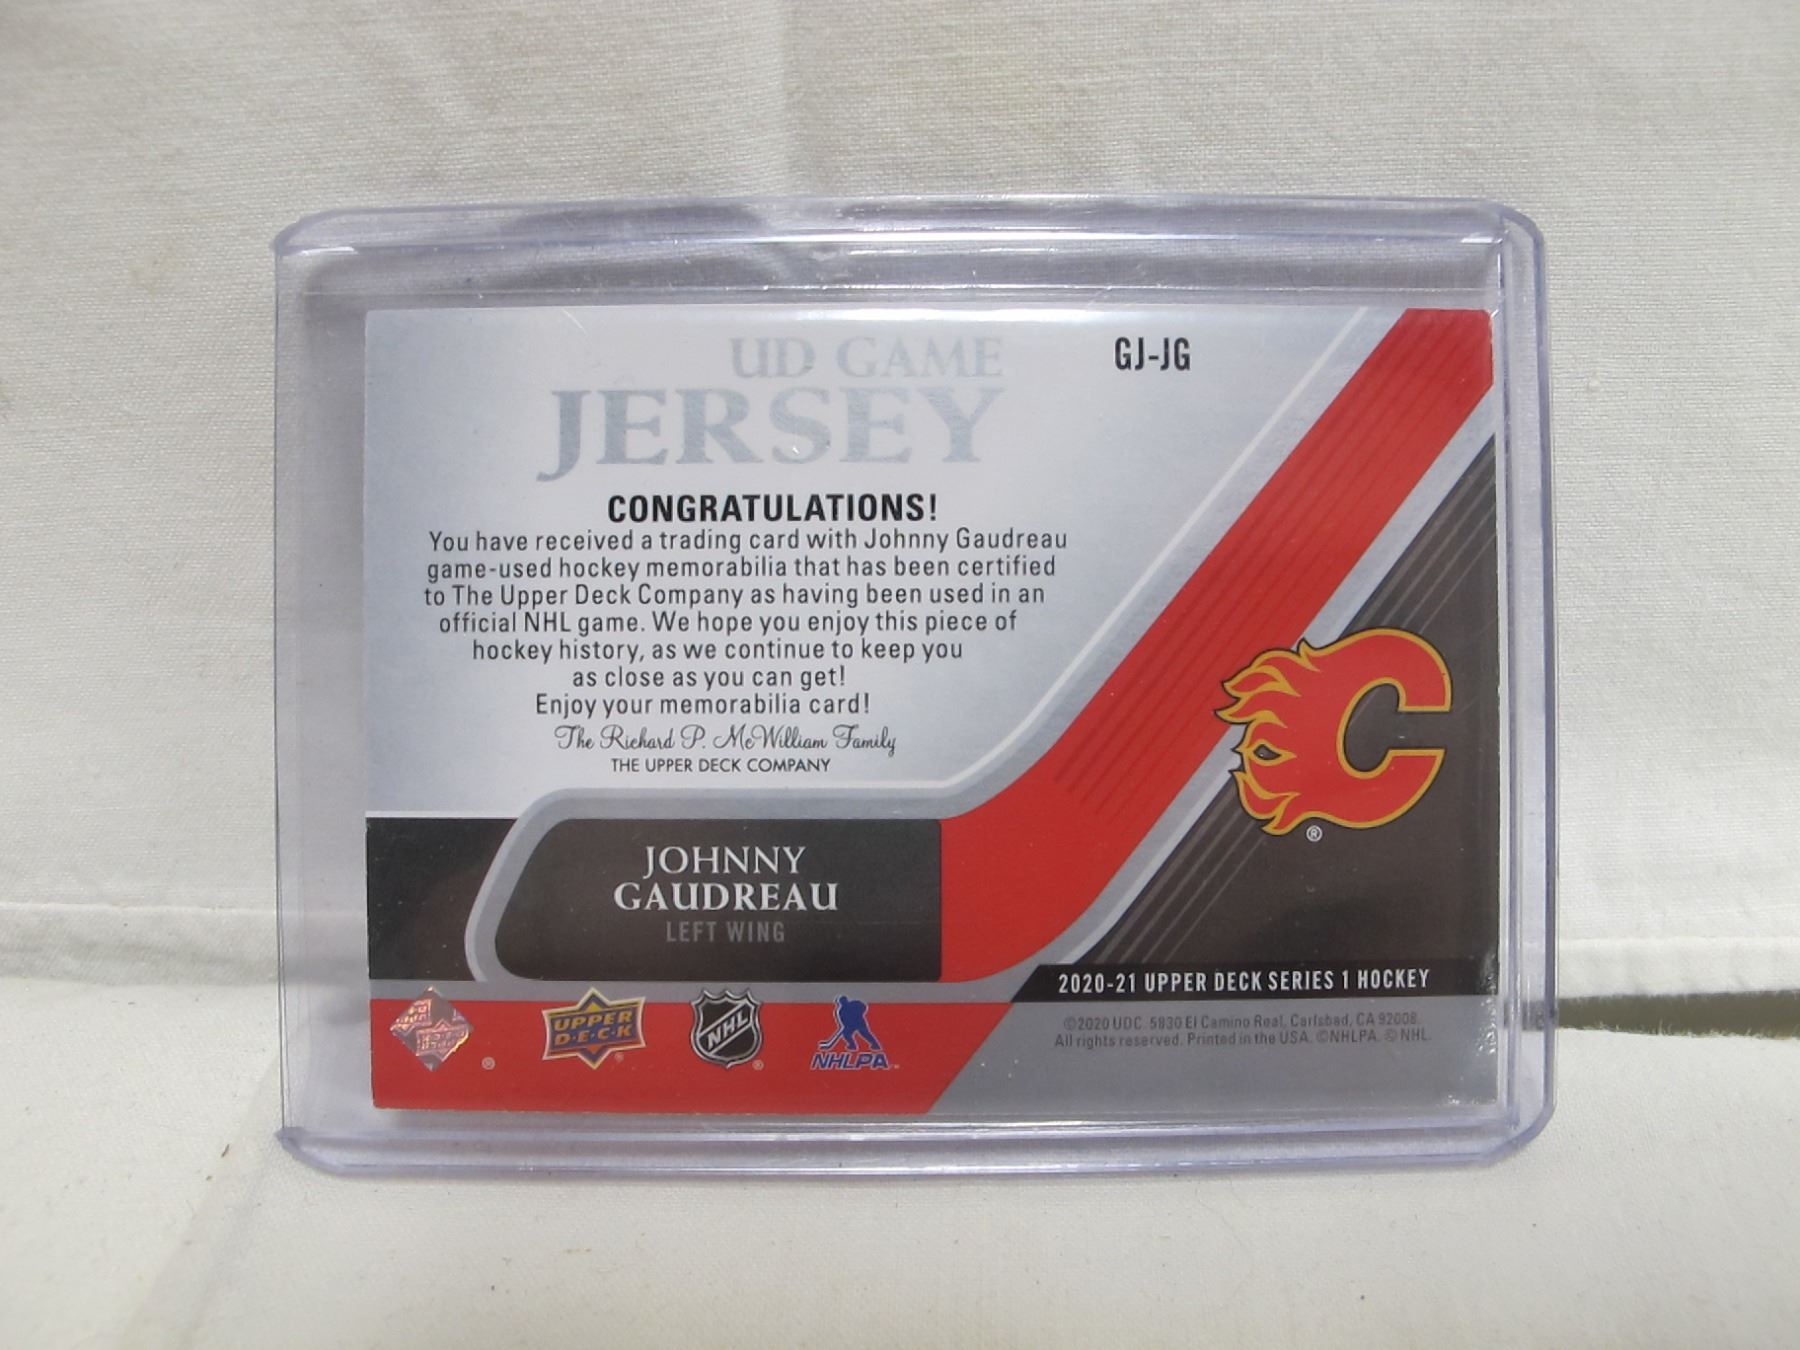 UD GAME
JERSEY
GJ-JG
CONGRATULATIONS!
You have received a trading card with Johnny Gaudreau
game-used hockey memorabilia that has been certified
to The Upper Deck Company as having been used in an
official NHL game. We hope you enjoy this piece of
hockey history, as we continue to keep you
as close as you can get!
Enjoy your memorabilia card!
The Richard P. McWilliam Family
THE UPPER DECK COMPANY
C
®
JOHNNY
GAUDREAU
LEFT WING
2020-21 UPPER DECK SERIES 1 HOCKEY
®
UPPER
D·E·C·K
®
NHL
®
NHLPA
©2020 UDC. 5830 El Camino Real, Carlsbad, CA 92008.
All rights reserved. Printed in the USA. ©NHLPA. © NHL.